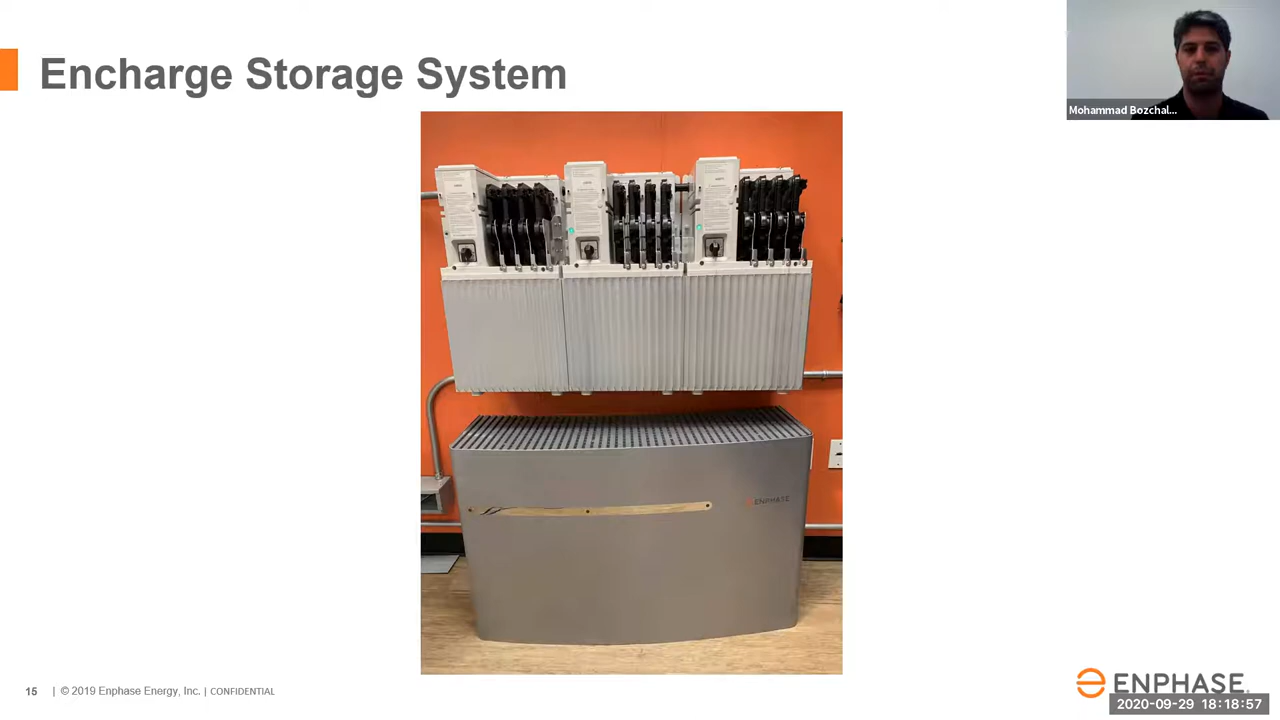 Encharge Storage System
Mohammad Bozchal...
ENPHASE
15 | © 2019 Enphase Energy, Inc. | CONFIDENTIAL
ENPHASE
2020-09-29 18:18:57